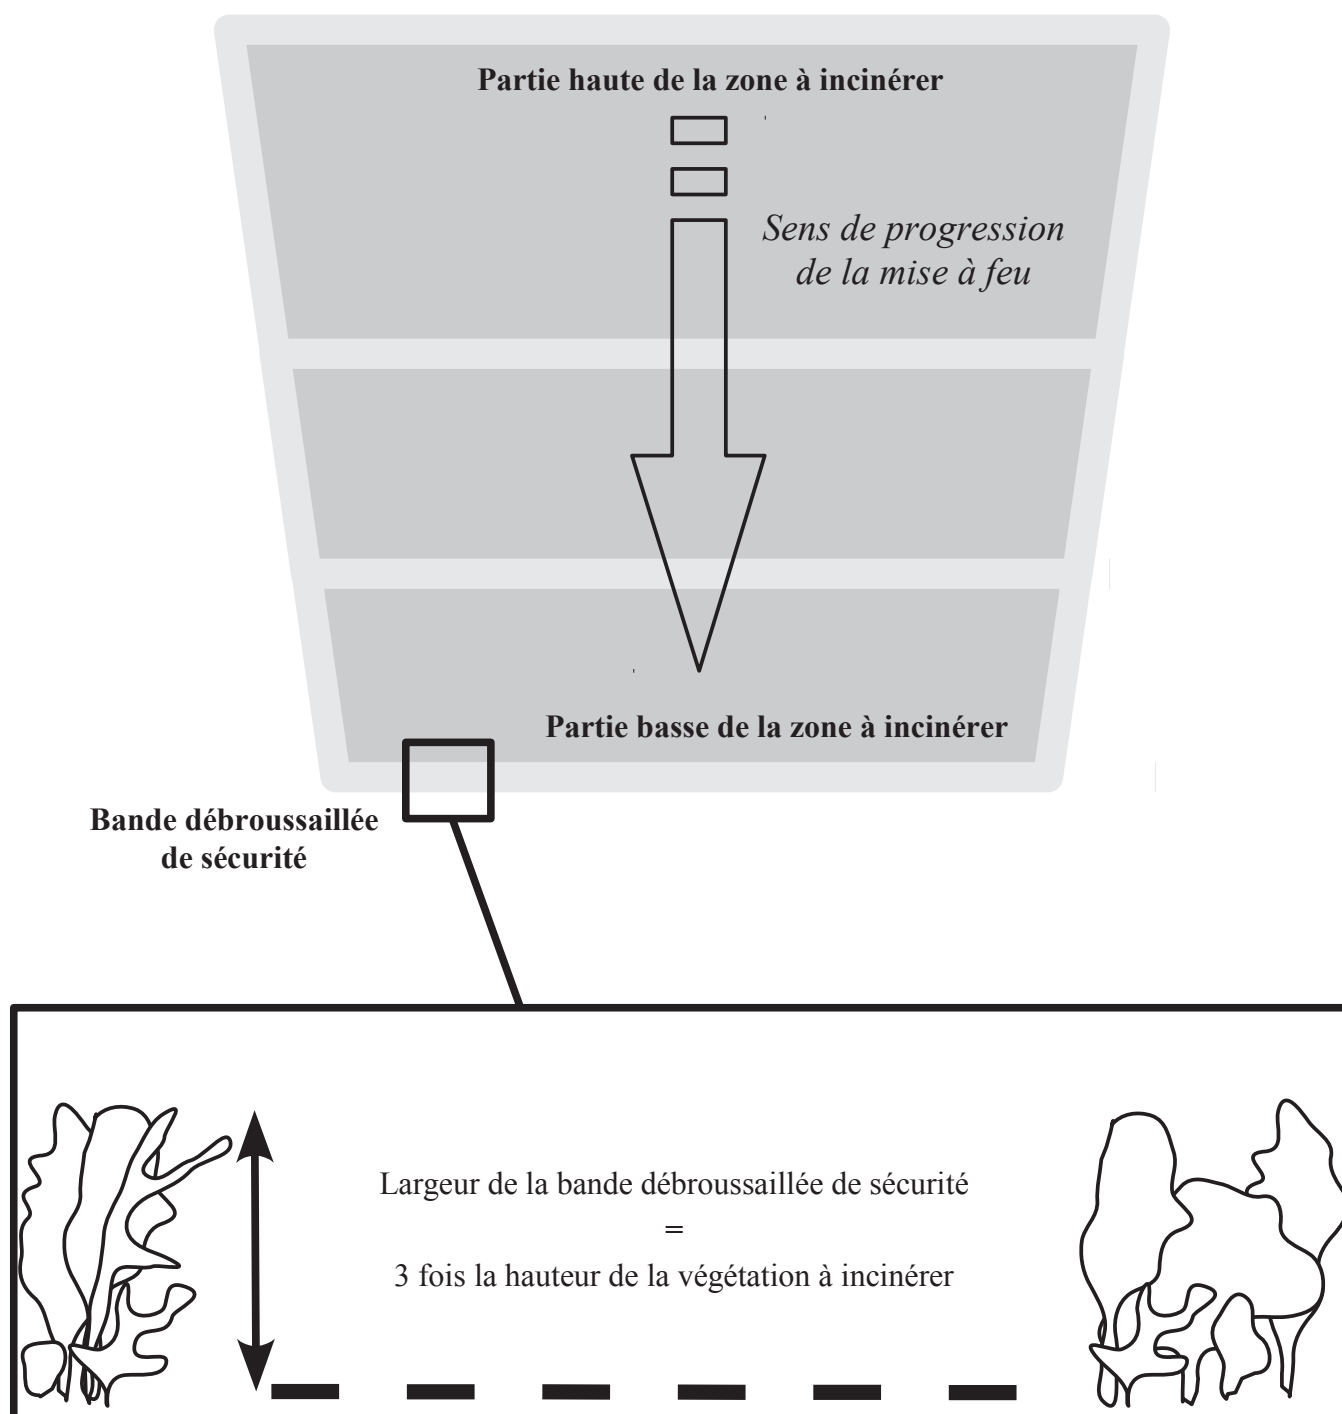 Partie haute de la zone à incinérer
Sens de progression
de la mise à feu
Partie basse de la zone à incinérer
Bande débroussaillée
de sécurité
Largeur de la bande débroussaillée de sécurité
=
3 fois la hauteur de la végétation à incinérer